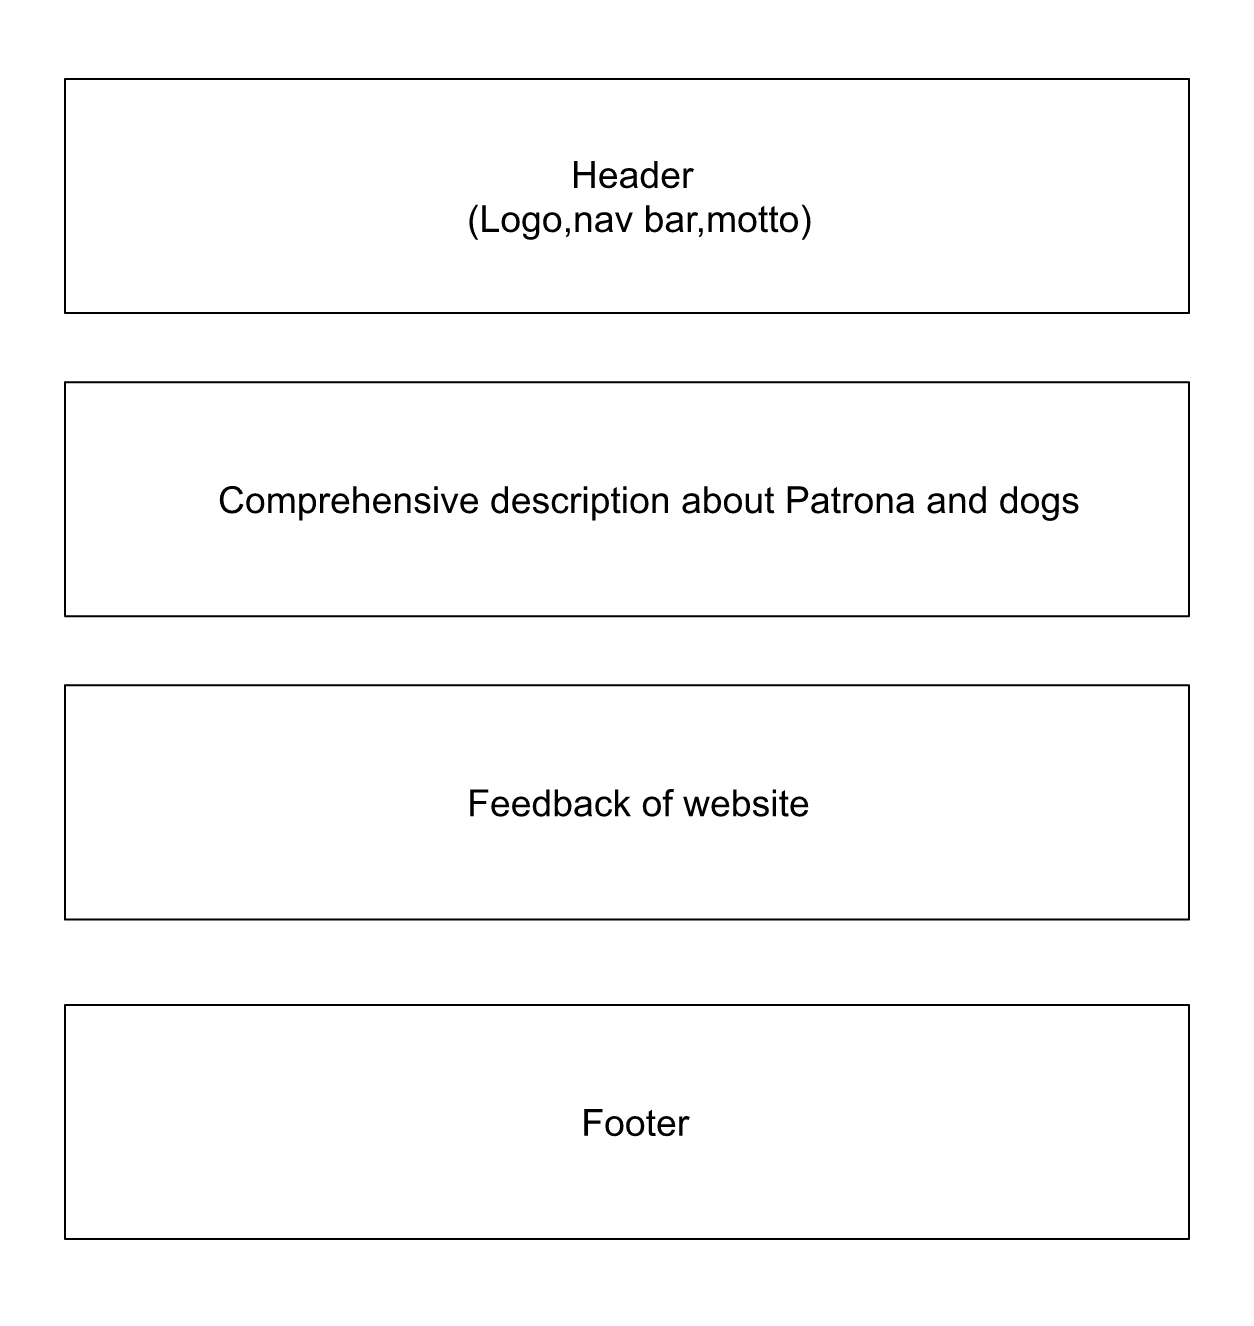 Header
(Logo,nav bar,motto)
Comprehensive description about Patrona and dogs
Feedback of website
Footer